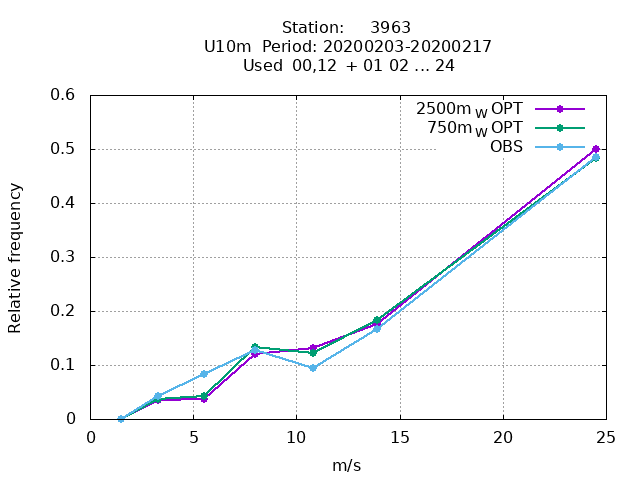 Station: 3963
U10m Period: 20200203-20200217
Used 00,12 + 01 02 ... 24
0.6
0.5
0.4
0.3
0.2
0.1
0
Relative frequency
2500m W OPT
750m W OPT
OBS
0 5 10 15 20 25
m/s